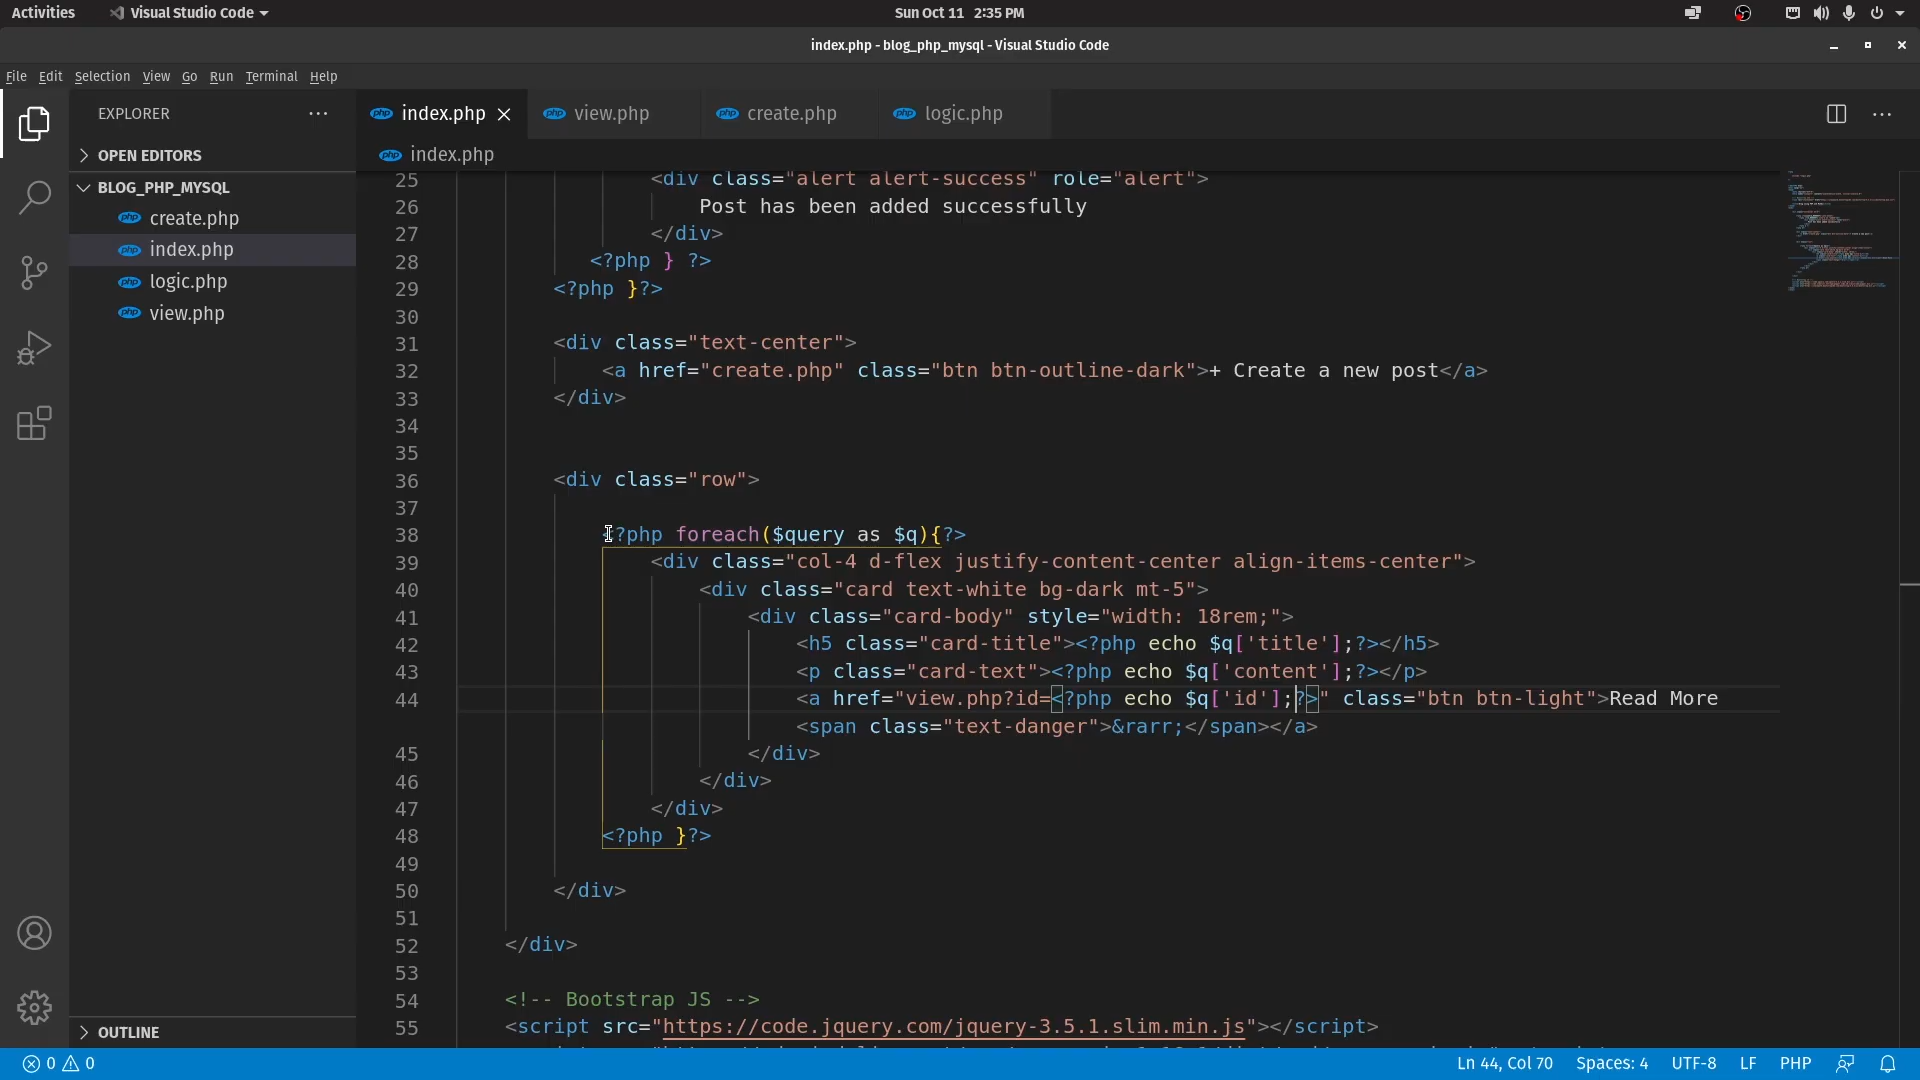 Activities Visual Studio Code Sun Oct 11 2:35 PM
index.php - blog_php_mysql - Visual Studio Code
File Edit Selection View Go Run Terminal Help
EXPLORER
OPEN EDITORS
BLOG_PHP_MYSQL
php create.php
php index.php
php logic.php
php view.php
OUTLINE
php index.php php view.php php create.php php logic.php
php index.php
25 <div class="alert alert-success" role="alert">
26 Post has been added successfully
27 </div>
28 <?php } ?>
29 <?php }?>
30
31 <div class="text-center">
32 <a href="create.php" class="btn btn-outline-dark">+ Create a new post</a>
33 </div>
34
35
36 <div class="row">
37
38 <?php foreach($query as $q){?>
39 <div class="col-4 d-flex justify-content-center align-items-center">
40 <div class="card text-white bg-dark mt-5">
41 <div class="card-body" style="width: 18rem;">
42 <h5 class="card-title"><?php echo $q['title'];?></h5>
43 <p class="card-text"><?php echo $q['content'];?></p>
44 <a href="view.php?id=<?php echo $q['id'];?>" class="btn btn-light">Read More
<span class="text-danger">&rarr;</span></a>
45 </div>
46 </div>
47 </div>
48 <?php }?>
49
50 </div>
51
52 </div>
53
54 <!-- Bootstrap JS -->
55 <script src="https://code.jquery.com/jquery-3.5.1.slim.min.js"></script>
0 0 Ln 44, Col 70 Spaces: 4 UTF-8 LF PHP